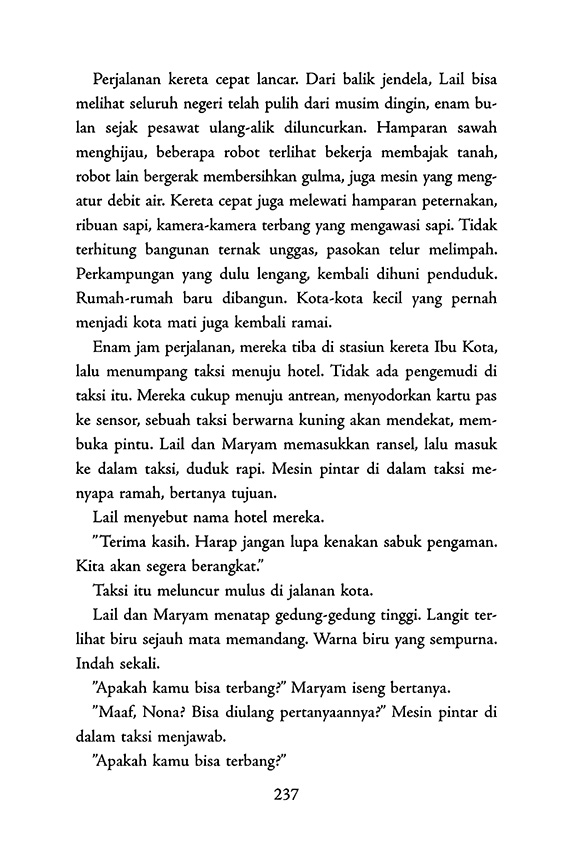 Perjalanan kereta cepat lancar. Dari balik jendela, Lail bisa
melihat seluruh negeri telah pulih dari musim dingin, enam bu-
lan sejak pesawat ulang-alik diluncurkan. Hamparan sawah
menghijau, beberapa robot terlihat bekerja membajak tanah,
robot lain bergerak membersihkan gulma, juga mesin yang meng-
atur debit air. Kereta cepat juga melewati hamparan peternakan,
ribuan sapi, kamera-kamera terbang yang mengawasi sapi. Tidak
terhitung bangunan ternak unggas, pasokan telur melimpah.
Perkampungan yang dulu lengang, kembali dihuni penduduk.
Rumah-rumah baru dibangun. Kota-kota kecil yang pernah
menjadi kota mati juga kembali ramai.
Enam jam perjalanan, mereka tiba di stasiun kereta Ibu Kota,
lalu menumpang taksi menuju hotel. Tidak ada pengemudi di
taksi itu. Mereka cukup menuju antrean, menyodorkan kartu pas
ke sensor, sebuah taksi berwarna kuning akan mendekat, mem-
buka pintu. Lail dan Maryam memasukkan ransel, lalu masuk
ke dalam taksi, duduk rapi. Mesin pintar di dalam taksi me-
nyapa ramah, bertanya tujuan.
Lail menyebut nama hotel mereka.
"Terima kasih. Harap jangan lupa kenakan sabuk pengaman.
Kita akan segera berangkat."
Taksi itu meluncur mulus di jalanan kota.
Lail dan Maryam menatap gedung-gedung tinggi. Langit ter-
lihat biru sejauh mata memandang. Warna biru yang sempurna.
Indah sekali.
"Apakah kamu bisa terbang?" Maryam iseng bertanya.
"Maaf, Nona? Bisa diulang pertanyaannya?" Mesin pintar di
dalam taksi menjawab.
"Apakah kamu bisa terbang?"
237